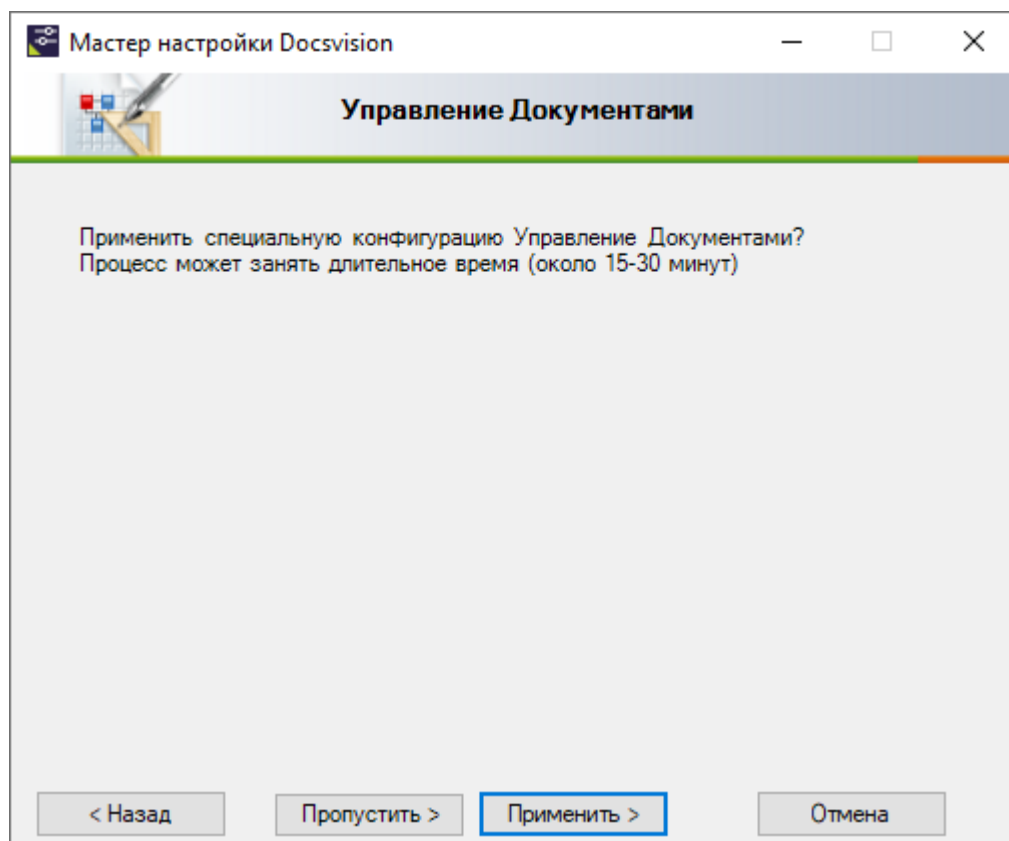 Мастер настройки Docsvision
Управление Документами
Применить специальную конфигурацию Управление Документами?
Процесс может занять длительное время (около 15-30 минут)
< Назад
Пропустить >
Применить >
Отмена